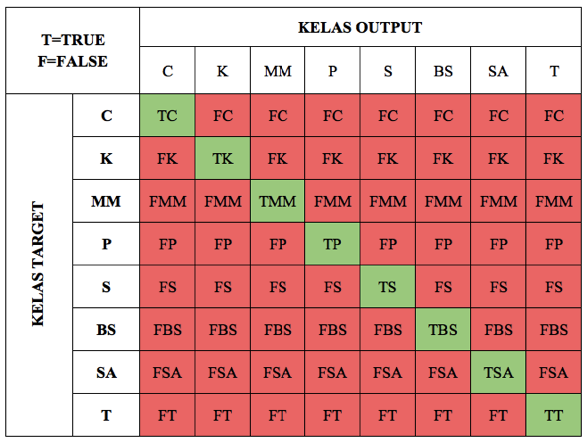 T=TRUE
F=FALSE
KELAS OUTPUT
C K MM P S BS SA T
KELAS TARGET
C TC FC FC FC FC FC FC FC
K FK TK FK FK FK FK FK FK
MM FMM FMM TMM FMM FMM FMM FMM FMM
P FP FP FP TP FP FP FP FP
S FS FS FS FS TS FS FS FS
BS FBS FBS FBS FBS FBS TBS FBS FBS
SA FSA FSA FSA FSA FSA FSA TSA FSA
T FT FT FT FT FT FT FT TT